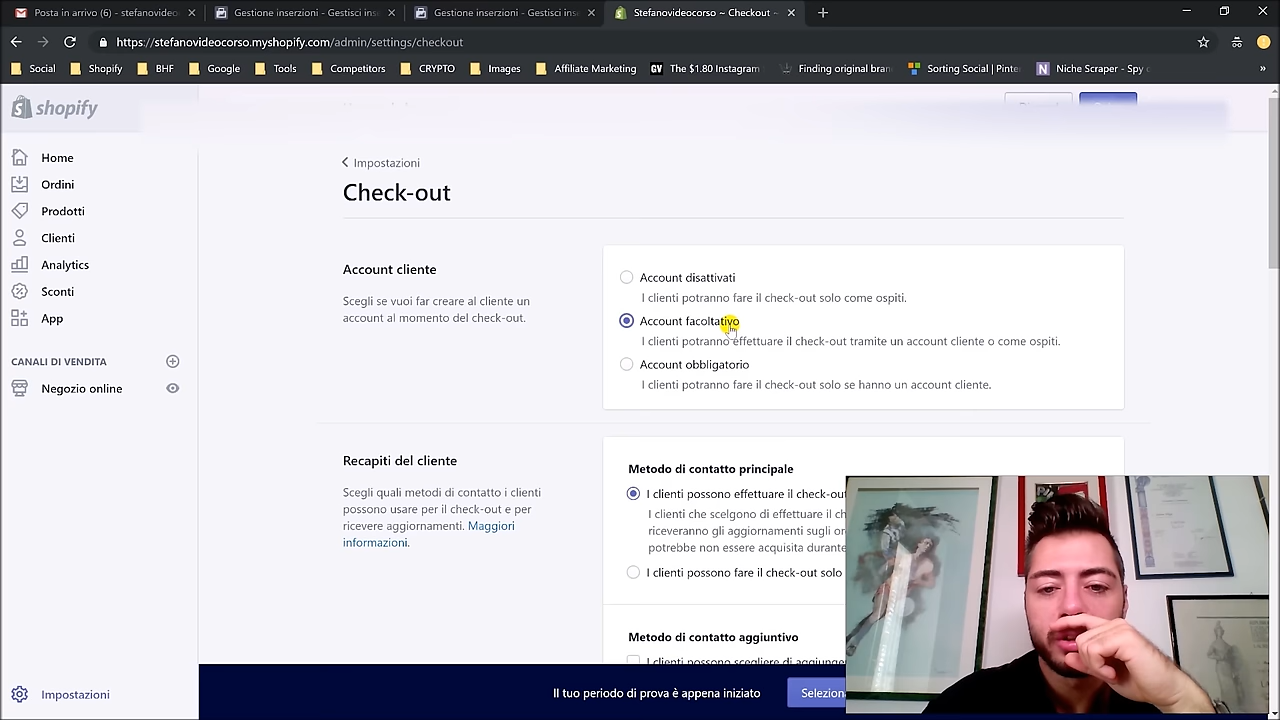 Posta in arrivo (6) - stefanovideo
Gestione inserzioni - Gestisci ins
Gestione inserzioni - Gestisci ins
Stefanovideocorso ~ Checkout ~
https://stefanovideocorso.myshopify.com/admin/settings/checkout
Social
Shopify
BHF
Google
Tools
Competitors
CRYPTO
Images
Affiliate Marketing
GV The $1.80 Instagram
Finding original bran
Sorting Social | Pinte
N Niche Scraper - Spy
»
shopify
Home
Ordini
Prodotti
Clienti
Analytics
Sconti
App
CANALI DI VENDITA
Negozio online
Impostazioni
Impostazioni
Check-out
Account cliente
Scegli se vuoi far creare al cliente un
account al momento del check-out.
Account disattivati
I clienti potranno fare il check-out solo come ospiti.
Account facoltativo
I clienti potranno effettuare il check-out tramite un account cliente o come ospiti.
Account obbligatorio
I clienti potranno fare il check-out solo se hanno un account cliente.
Recapiti del cliente
Scegli quali metodi di contatto i clienti
possono usare per il check-out e per
ricevere aggiornamenti. Maggiori
informazioni.
Metodo di contatto principale
I clienti possono effettuare il check-out
I clienti che scelgono di effettuare il ch
riceveranno gli aggiornamenti sugli or
potrebbe non essere acquisita durante
I clienti possono fare il check-out solo
Metodo di contatto aggiuntivo
I clienti possono scegliere di aggiunger
Il tuo periodo di prova è appena iniziato
Selezion